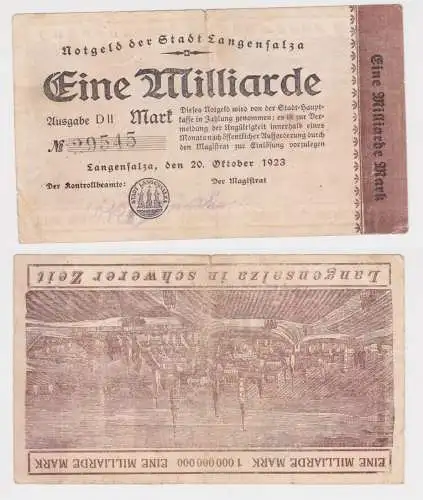 Notgeld der Stadt Langensalza
Eine Milliarde
Ausgabe D II Mark
Dieses Notgeld wird von der Stadt-Haupt-
kasse in Zahlung genommen; es ist zur Ver-
meidung der Ungültigkeit innerhalb eines
Monats nach öffentlicher Aufforderung durch
den Magistrat zur Einlösung vorzulegen
№ 29545
Langensalza, den 20. Oktober 1923
Der Kontrollbeamte:
Der Magistrat
STADT LANGENSALZA
Eine Milliarde Mark
Langensalza in schwerer Zeit
EINE MILLIARDE MARK 1 000 000 000 EINE MILLIARDE MARK